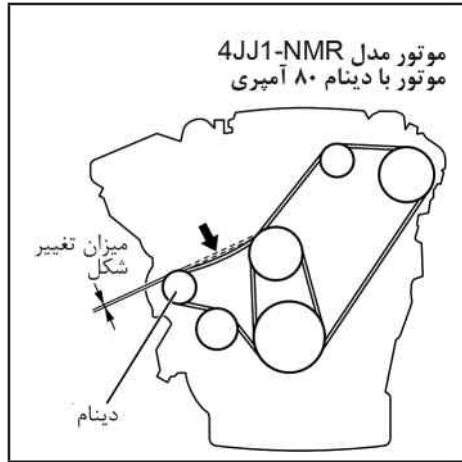 موتور مدل 4JJ1-NMR
موتور با دینام ۸۰ آمپری
میزان تغییر
شکل
دینام